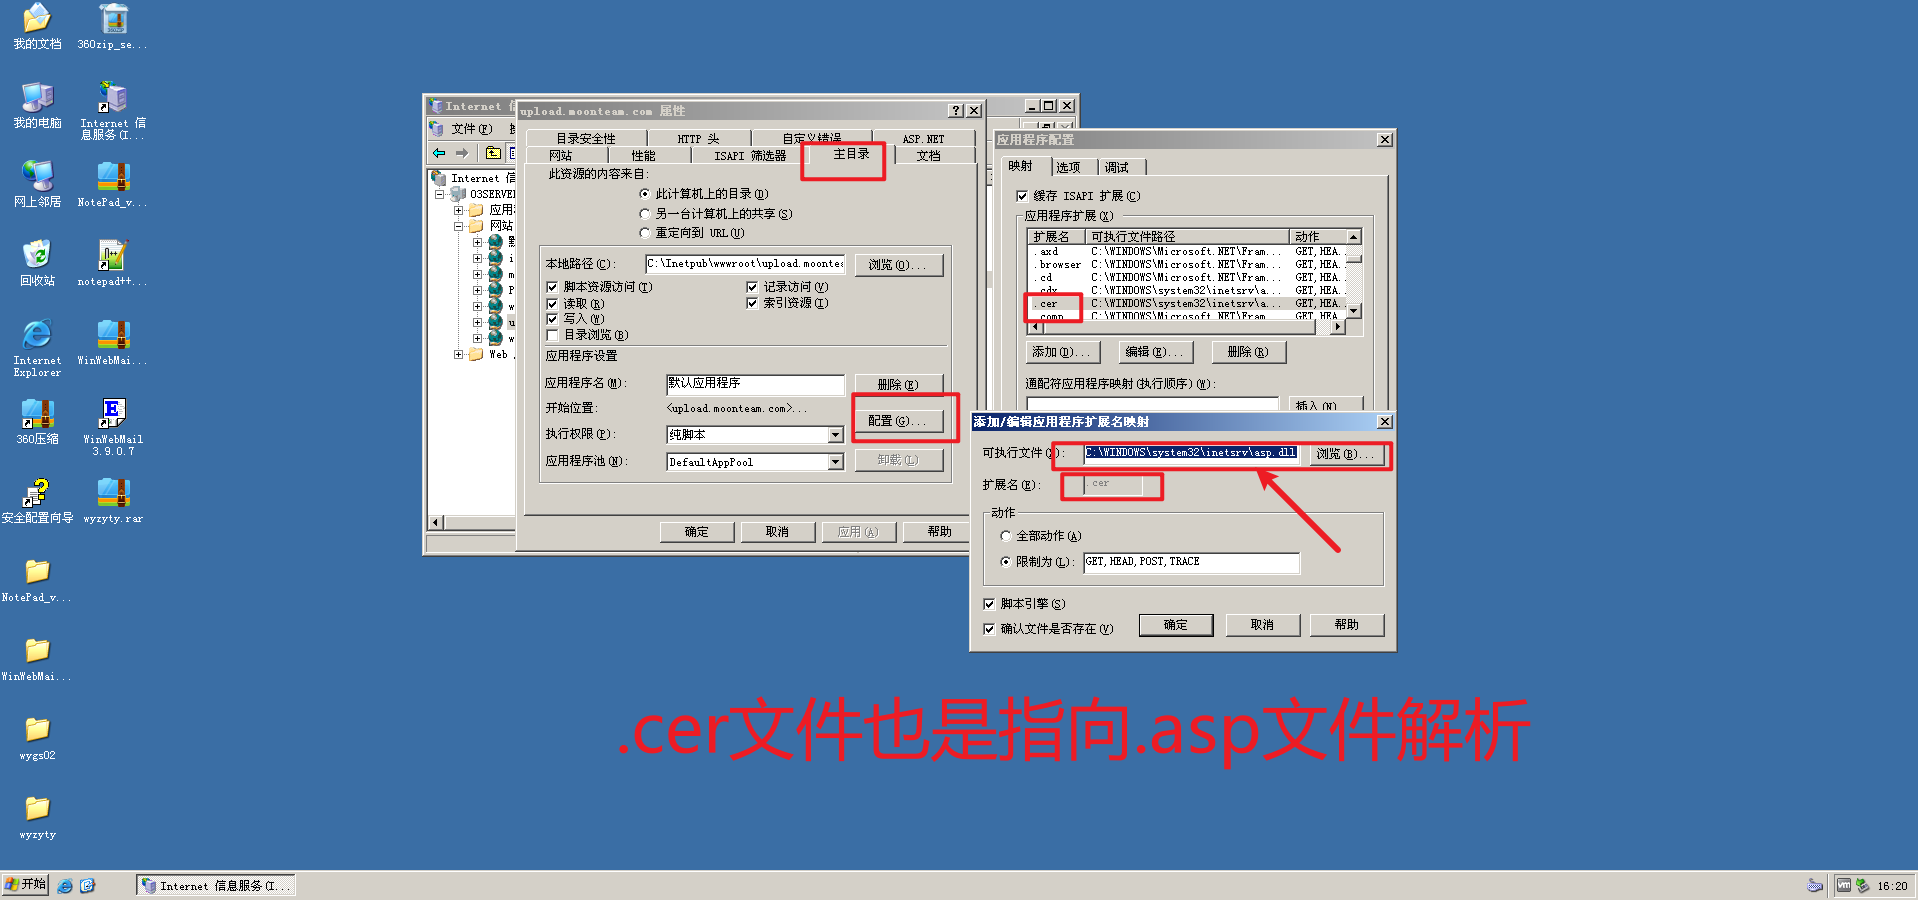 我的文档
360zip_se...
我的电脑
Internet 信
息服务(I...
网上邻居
NotePad_v...
回收站
notepad++...
Internet
Explorer
WinWebMai...
360压缩
WinWebMail
3.9.0.7
安全配置向导
wyzyty.rar
NotePad_v...
WinWebMai...
wygs02
wyzyty
Internet 信
文件(F)
Internet 信
03SERVER
应用
网站
Web
upload.moonteam.com 属性
目录安全性
HTTP 头
自定义错误
ASP.NET
网站
性能
ISAPI 筛选器
主目录
文档
此资源的内容来自:
此计算机上的目录(D)
另一台计算机上的共享(S)
重定向到 URL(U)
本地路径(C):
C:\Inetpub\wwwroot\upload.moontea
浏览(O)...
脚本资源访问(T)
记录访问(V)
读取(R)
索引资源(I)
写入(W)
目录浏览(B)
应用程序设置
应用程序名(M):
默认应用程序
删除(E)
开始位置:
<upload.moonteam.com>...
配置(G)...
执行权限(P):
纯脚本
应用程序池(N):
DefaultAppPool
卸载(L)
确定
取消
应用(A)
帮助
应用程序配置
映射
选项
调试
缓存 ISAPI 扩展(C)
应用程序扩展(X)
扩展名
可执行文件路径
动作
.axd C:\WINDOWS\Microsoft.NET\Fram... GET,HEA...
.browser C:\WINDOWS\Microsoft.NET\Fram... GET,HEA...
.cd C:\WINDOWS\Microsoft.NET\Fram... GET,HEA...
.cdx C:\WINDOWS\system32\inetsrv\a... GET,HEA...
.cer C:\WINDOWS\system32\inetsrv\a... GET,HEA...
.comp C:\WINDOWS\Microsoft.NET\Fram... GET,HEA...
添加(D)...
编辑(E)...
删除(R)
通配符应用程序映射(执行顺序)(W):
插入(N)
添加/编辑应用程序扩展名映射
可执行文件(X):
C:\WINDOWS\system32\inetsrv\asp.dll
浏览(B)...
扩展名(E):
.cer
动作
全部动作(A)
限制为(L):
GET,HEAD,POST,TRACE
脚本引擎(S)
确认文件是否存在(V)
确定
取消
帮助
.cer文件也是指向.asp文件解析
开始
Internet 信息服务(I...
16:20